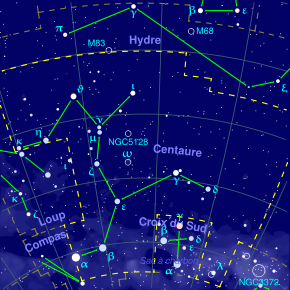 γ
β
ε
π
M68
Hydre
M83
ξ
θ
ι
ν
η
μ
NGC5128
κ
ω
Centaure
ζ
γ
δ
κ
ε
ζ
Loup
Croix du Sud
γ
β
δ
Compas
ε
β
α
Sac à charbon
α
λ
NGC3372